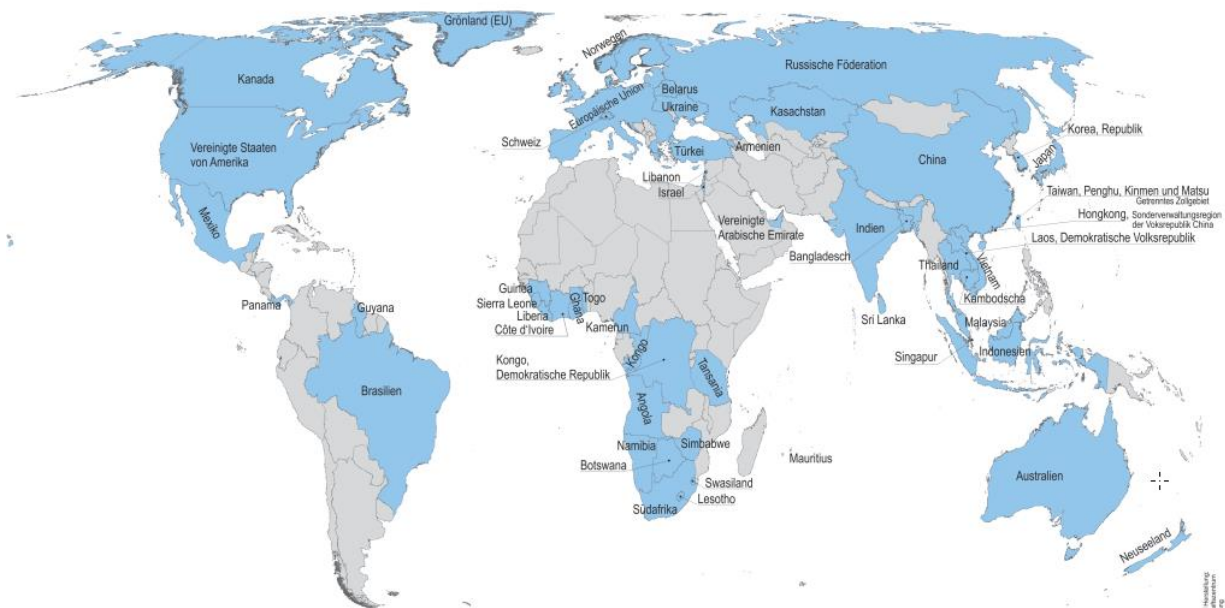 Grönland (EU)
Kanada
Vereinigte Staaten
von Amerika
Mexiko
Panama
Guyana
Brasilien
Norwegen
Europäische Union
Schweiz
Belarus
Ukraine
Türkei
Armenien
Libanon
Israel
Vereinigte
Arabische Emirate
Russische Föderation
Kasachstan
China
Korea, Republik
Japan
Taiwan, Penghu, Kinmen und Matsu
Getrenntes Zollgebiet
Hongkong, Sonderverwaltungsregion
der Voksrepublik China
Laos, Demokratische Volksrepublik
Indien
Bangladesch
Thailand
Vietnam
Kambodscha
Sri Lanka
Malaysia
Singapur
Indonesien
Guinea
Sierra Leone
Liberia
Côte d'Ivoire
Ghana
Togo
Kamerun
Kongo
Kongo,
Demokratische Republik
Tansania
Angola
Namibia
Simbabwe
Botswana
Mauritius
Swasiland
Lesotho
Südafrika
Australien
Neuseeland
Herstellung: